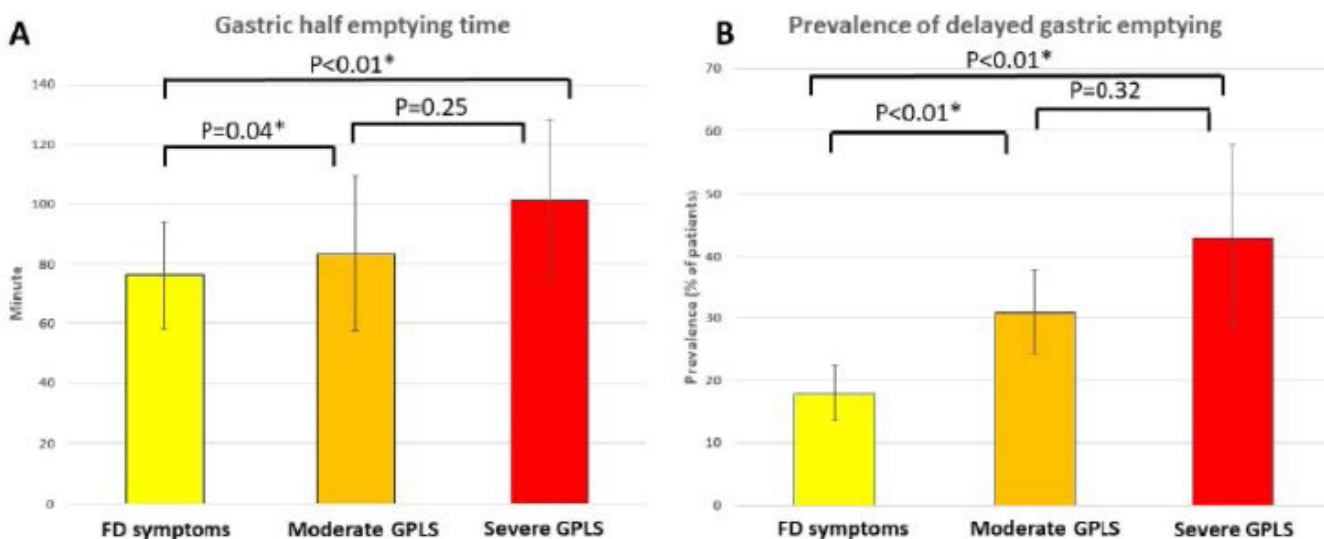 A
Gastric half emptying time
P<0.01*
P=0.04*
P=0.25
Minute
140
120
100
80
60
40
20
0
FD symptoms
Moderate GPLS
Severe GPLS
B
Prevalence of delayed gastric emptying
P<0.01*
P=0.32
P<0.01*
Prevalence (% of patients)
70
60
50
40
30
20
10
0
FD symptoms
Moderate GPLS
Severe GPLS